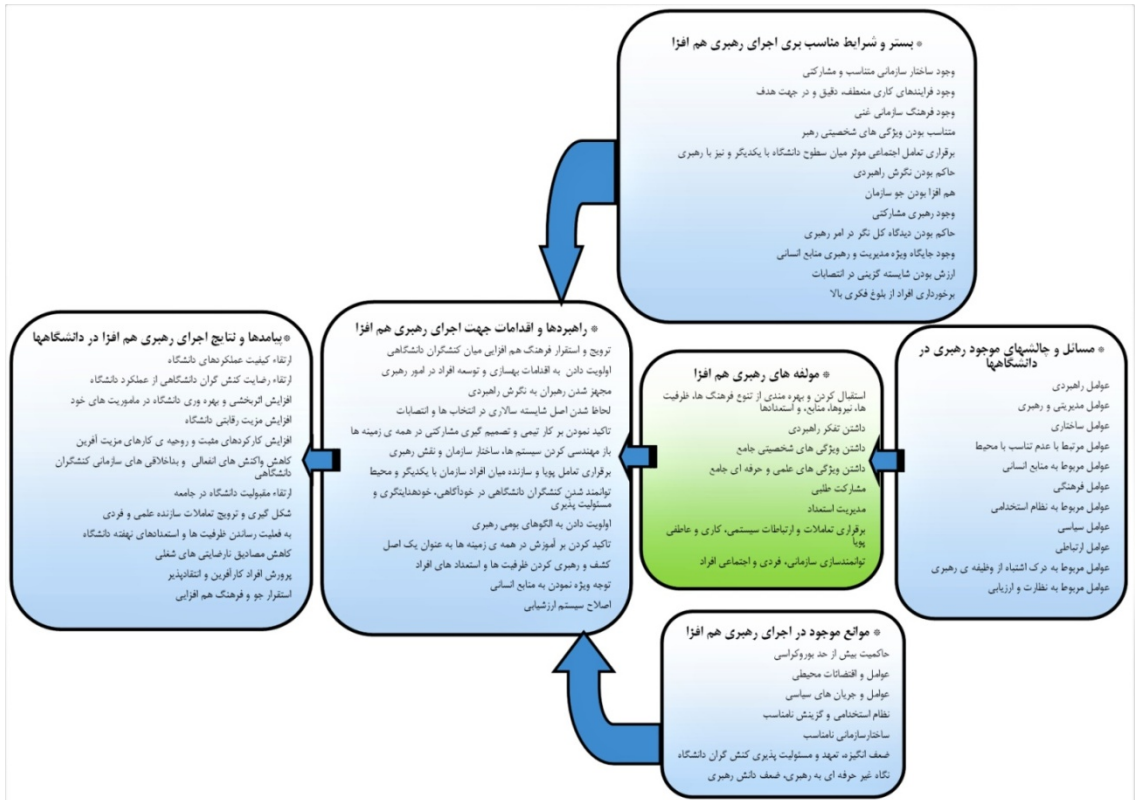 * بستر و شرایط مناسب بری اجرای رهبری هم افزا
وجود ساختار سازمانی متناسب و مشارکتی
وجود فرایندهای کاری منعطف، دقیق و در جهت هدف
وجود فرهنگ سازمانی غنی
متناسب بودن ویژگی های شخصیتی رهبر
برقراری تعامل اجتماعی موثر میان سطوح دانشگاه با یکدیگر و نیز با رهبری
حاکم بودن نگرش راهبردی
هم افزا بودن جو سازمان
وجود رهبری مشارکتی
حاکم بودن دیدگاه کل نگر در امر رهبری
وجود جایگاه ویژه مدیریت و رهبری منابع انسانی
ارزش بودن شایسته گزینی در انتصابات
برخورداری افراد از بلوغ فکری بالا
* مسائل و چالشهای موجود رهبری در
دانشگاهها
عوامل راهبردی
عوامل مدیریتی و رهبری
عوامل ساختاری
عوامل مرتبط با عدم تناسب با محیط
عوامل مربوط به منابع انسانی
عوامل فرهنگی
عوامل مربوط به نظام استخدامی
عوامل سیاسی
عوامل ارتباطی
عوامل مربوط به درک اشتباه از وظیفه ی رهبری
عوامل مربوط به نظارت و ارزیابی
* مولفه های رهبری هم افزا
استقبال کردن و بهره مندی از تنوع فرهنگ ها، ظرفیت
ها، نیروها، منابع، و استعدادها
داشتن تفکر راهبردی
داشتن ویژگی های شخصیتی جامع
داشتن ویژگی های علمی و حرفه ای جامع
مشارکت طلبی
مدیریت استعداد
برقراری تعاملات و ارتباطات سیستمی، کاری و عاطفی
پویا
توانمندسازی سازمانی، فردی و اجتماعی افراد
* راهبردها و اقدامات جهت اجرای رهبری هم افزا
ترویج و استقرار فرهنگ هم افزایی میان کنشگران دانشگاهی
اولویت دادن به اقدامات بهسازی و توسعه افراد در امور رهبری
مجهز شدن رهبران به نگرش راهبردی
لحاظ شدن اصل شایسته سالاری در انتخاب ها و انتصابات
تاکید نمودن بر کار تیمی و تصمیم گیری مشارکتی در همه ی زمینه ها
باز مهندسی کردن سیستم ها، ساختار سازمان و نقش رهبری
برقراری تعامل پویا و سازنده میان افراد سازمان با یکدیگر و محیط
توانمند شدن کنشگران دانشگاهی در خودآگاهی، خودهدایتگری و
مسئولیت پذیری
اولویت دادن به الگوهای بومی رهبری
تاکید کردن بر آموزش در همه ی زمینه ها به عنوان یک اصل
کشف و رهبری کردن ظرفیت ها و استعداد های افراد
توجه ویژه نمودن به منابع انسانی
اصلاح سیستم ارزشیابی
* پیامدها و نتایج اجرای رهبری هم افزا در دانشگاهها
ارتقاء کیفیت عملکردهای دانشگاه
ارتقاء رضایت کنش گران دانشگاهی از عملکرد دانشگاه
افزایش اثربخشی و بهره وری دانشگاه در ماموریت های خود
افزایش مزیت رقابتی دانشگاه
افزایش کارکردهای مثبت و روحیه ی کارهای مزیت آفرین
کاهش واکنش های انفعالی و بداخلاقی های سازمانی کنشگران
دانشگاهی
ارتقاء مقبولیت دانشگاه در جامعه
شکل گیری و ترویج تعاملات سازنده علمی و فردی
به فعلیت رساندن ظرفیت ها و استعدادهای نهفته دانشگاه
کاهش مصادیق نارضایتی های شغلی
پرورش افراد کارآفرین و انتقادپذیر
استقرار جو و فرهنگ هم افزایی
* موانع موجود در اجرای رهبری هم افزا
حاکمیت بیش از حد بوروکراسی
عوامل و اقتضائات محیطی
عوامل و جریان های سیاسی
نظام استخدامی و گزینش نامناسب
ساختارسازمانی نامناسب
ضعف انگیزه، تعهد و مسئولیت پذیری کنش گران دانشگاه
نگاه غیر حرفه ای به رهبری، ضعف دانش رهبری